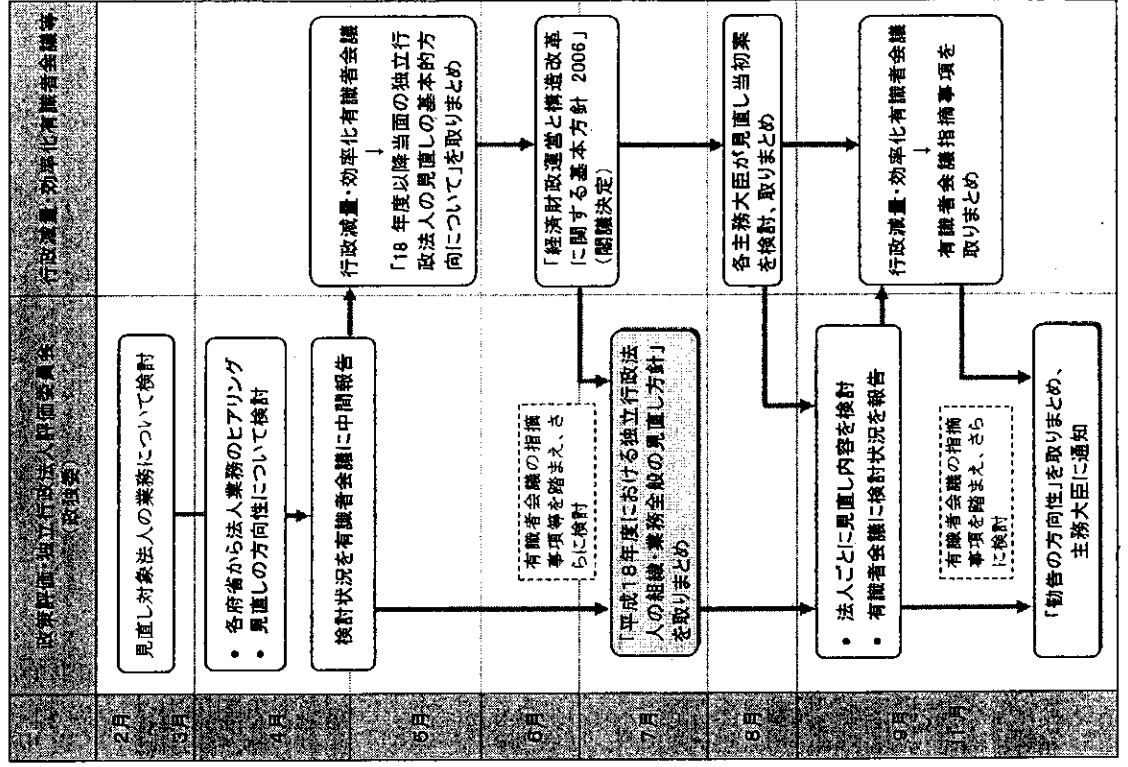 政策評価・独立行政法人評価委員会
政独委
行政減量・効率化有識者会議等
2月
～
3月
見直し対象法人の業務について検討
4月
• 各府省から法人業務のヒアリング
• 見直しの方向性について検討
検討状況を有識者会議に中間報告
5月
行政減量・効率化有識者会議
↓
「18 年度以降当面の独立行
政法人の見直しの基本的方
向について」を取りまとめ
6月
有識者会議の指摘
事項等を踏まえ、さ
らに検討
「経済財政運営と構造改革
に関する基本方針 2006」
(閣議決定)
7月
「平成18年度における独立行政法
人の組織・業務全般の見直し方針」
を取りまとめ
8月
各主務大臣が見直し当初案
を検討、取りまとめ
9月
～
11月
• 法人ごとに見直し内容を検討
• 有識者会議に検討状況を報告
行政減量・効率化有識者会議
↓
有識者会議指摘事項を
取りまとめ
有識者会議の指摘
事項を踏まえ、さら
に検討
「勧告の方向性」を取りまとめ、
主務大臣に通知